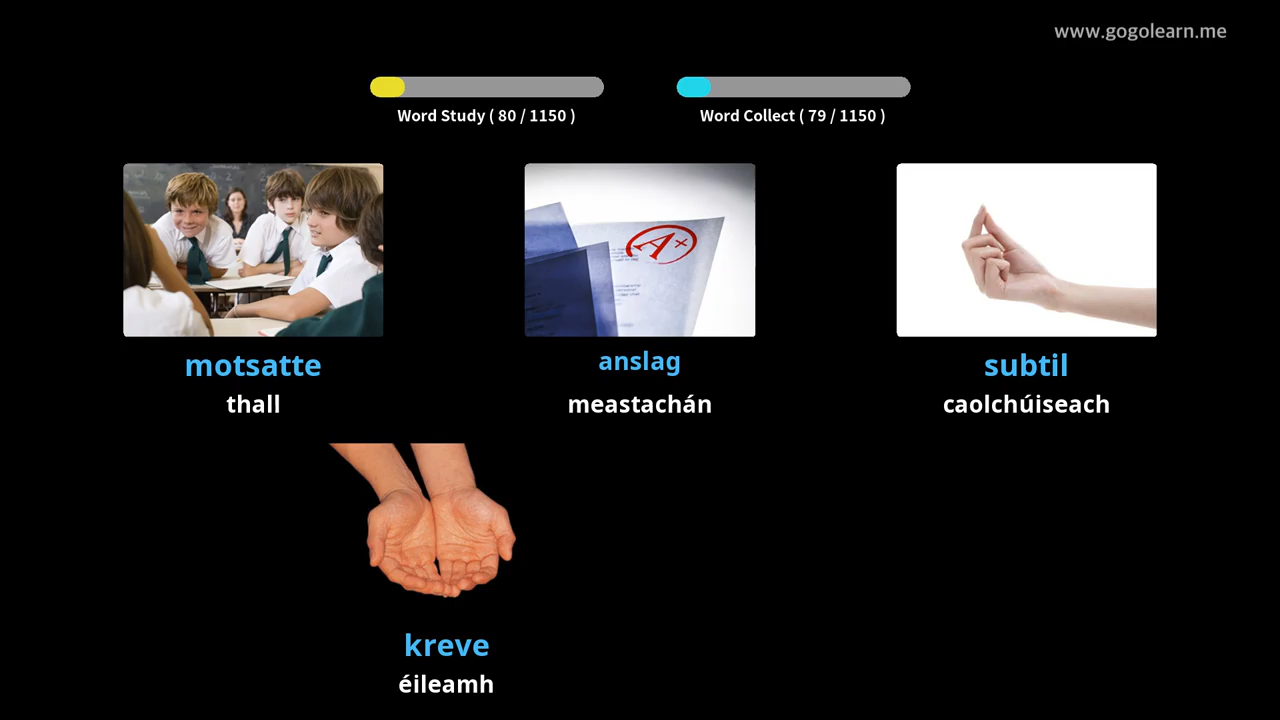 www.gogolearn.me
Word Study ( 80 / 1150 )
Word Collect ( 79 / 1150 )
A+
motsatte
anslag
subtil
thall
meastachán
caolchúiseach
kreve
éileamh